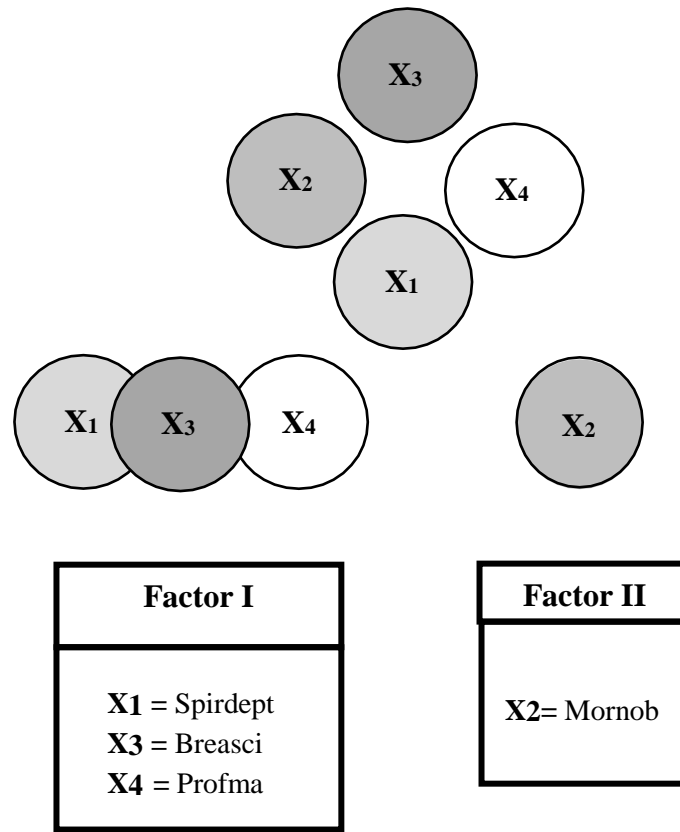 X3
X2
X4
X1
X1 X3 X4
X2
Factor I
X1 = Spirdept
X3 = Breasci
X4 = Profma
Factor II
X2= Mornob